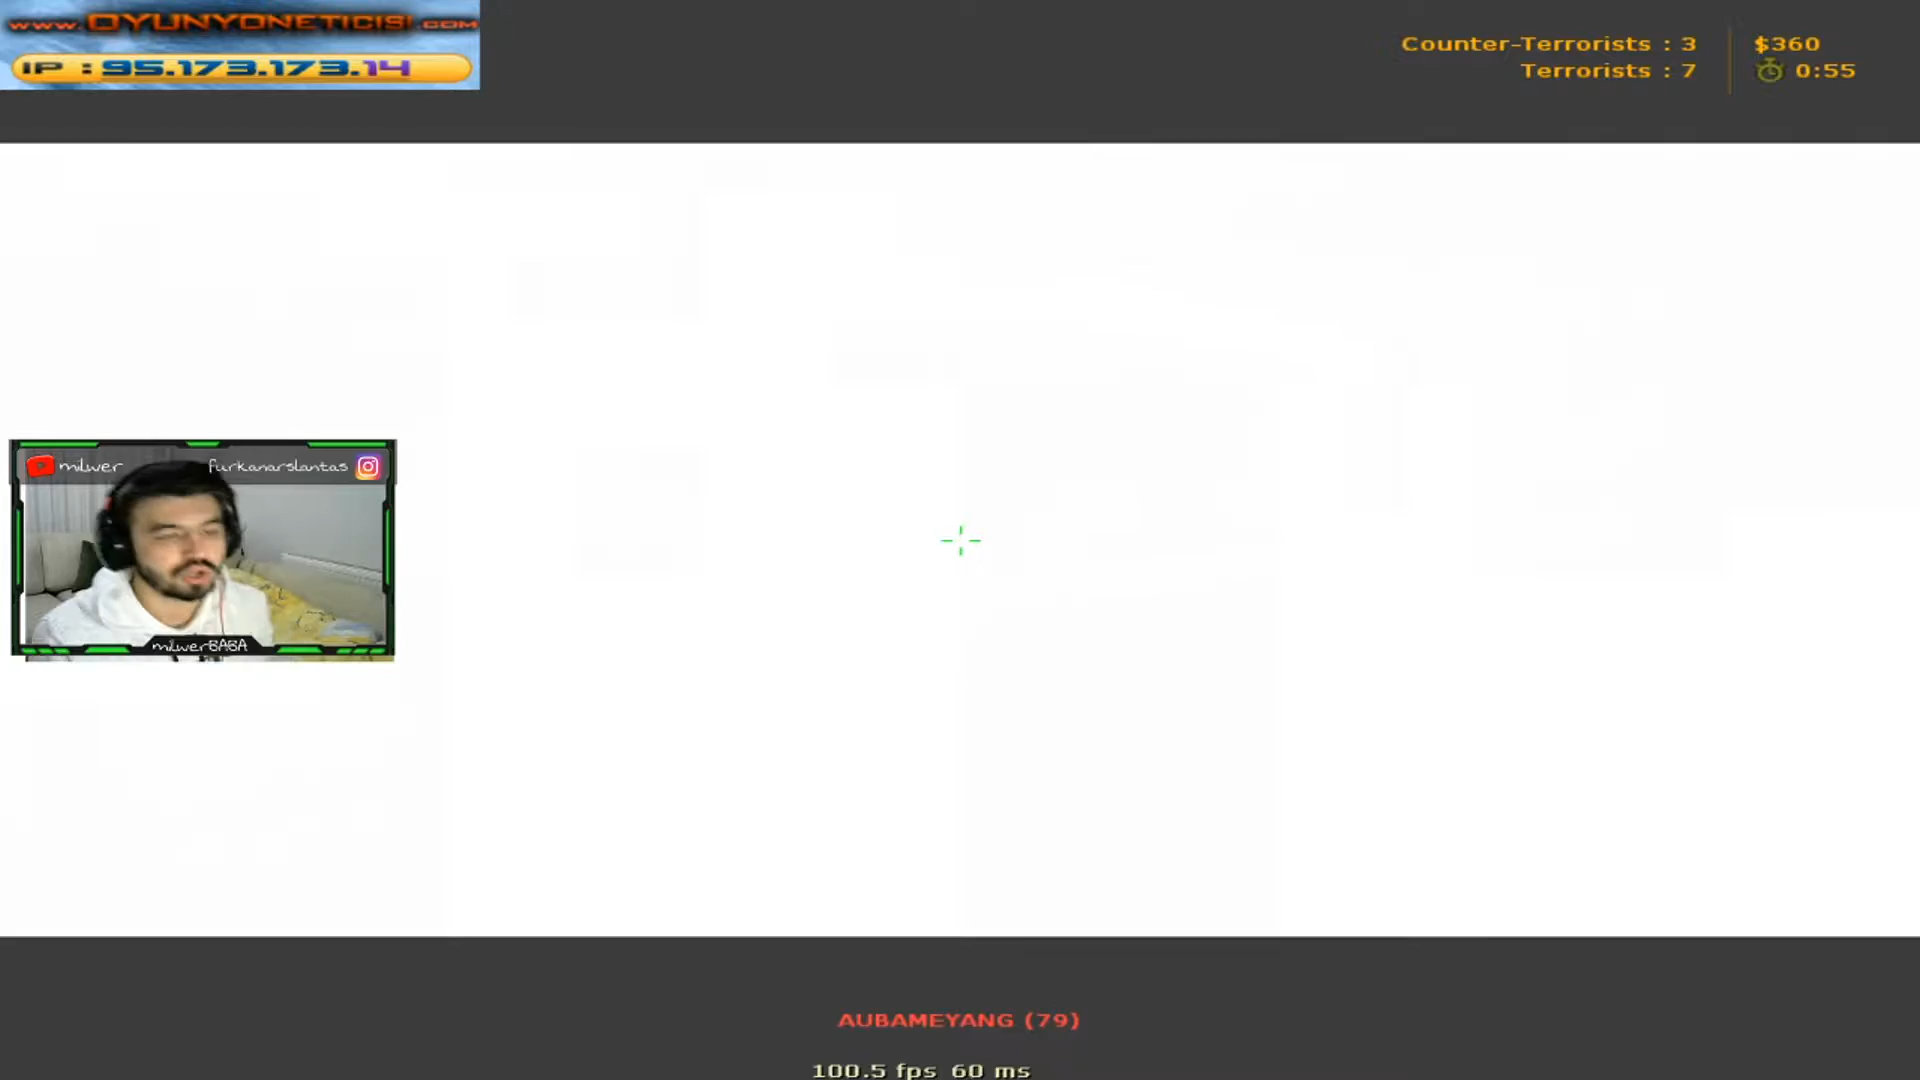 www.OYUNYONETICISI.COM
IP : 95.173.173.14
Counter-Terrorists : 3
Terrorists : 7
$360
0:55
milwer
furkanarslantas
milwerBABA
AUBAMEYANG (79)
100.5 fps 60 ms